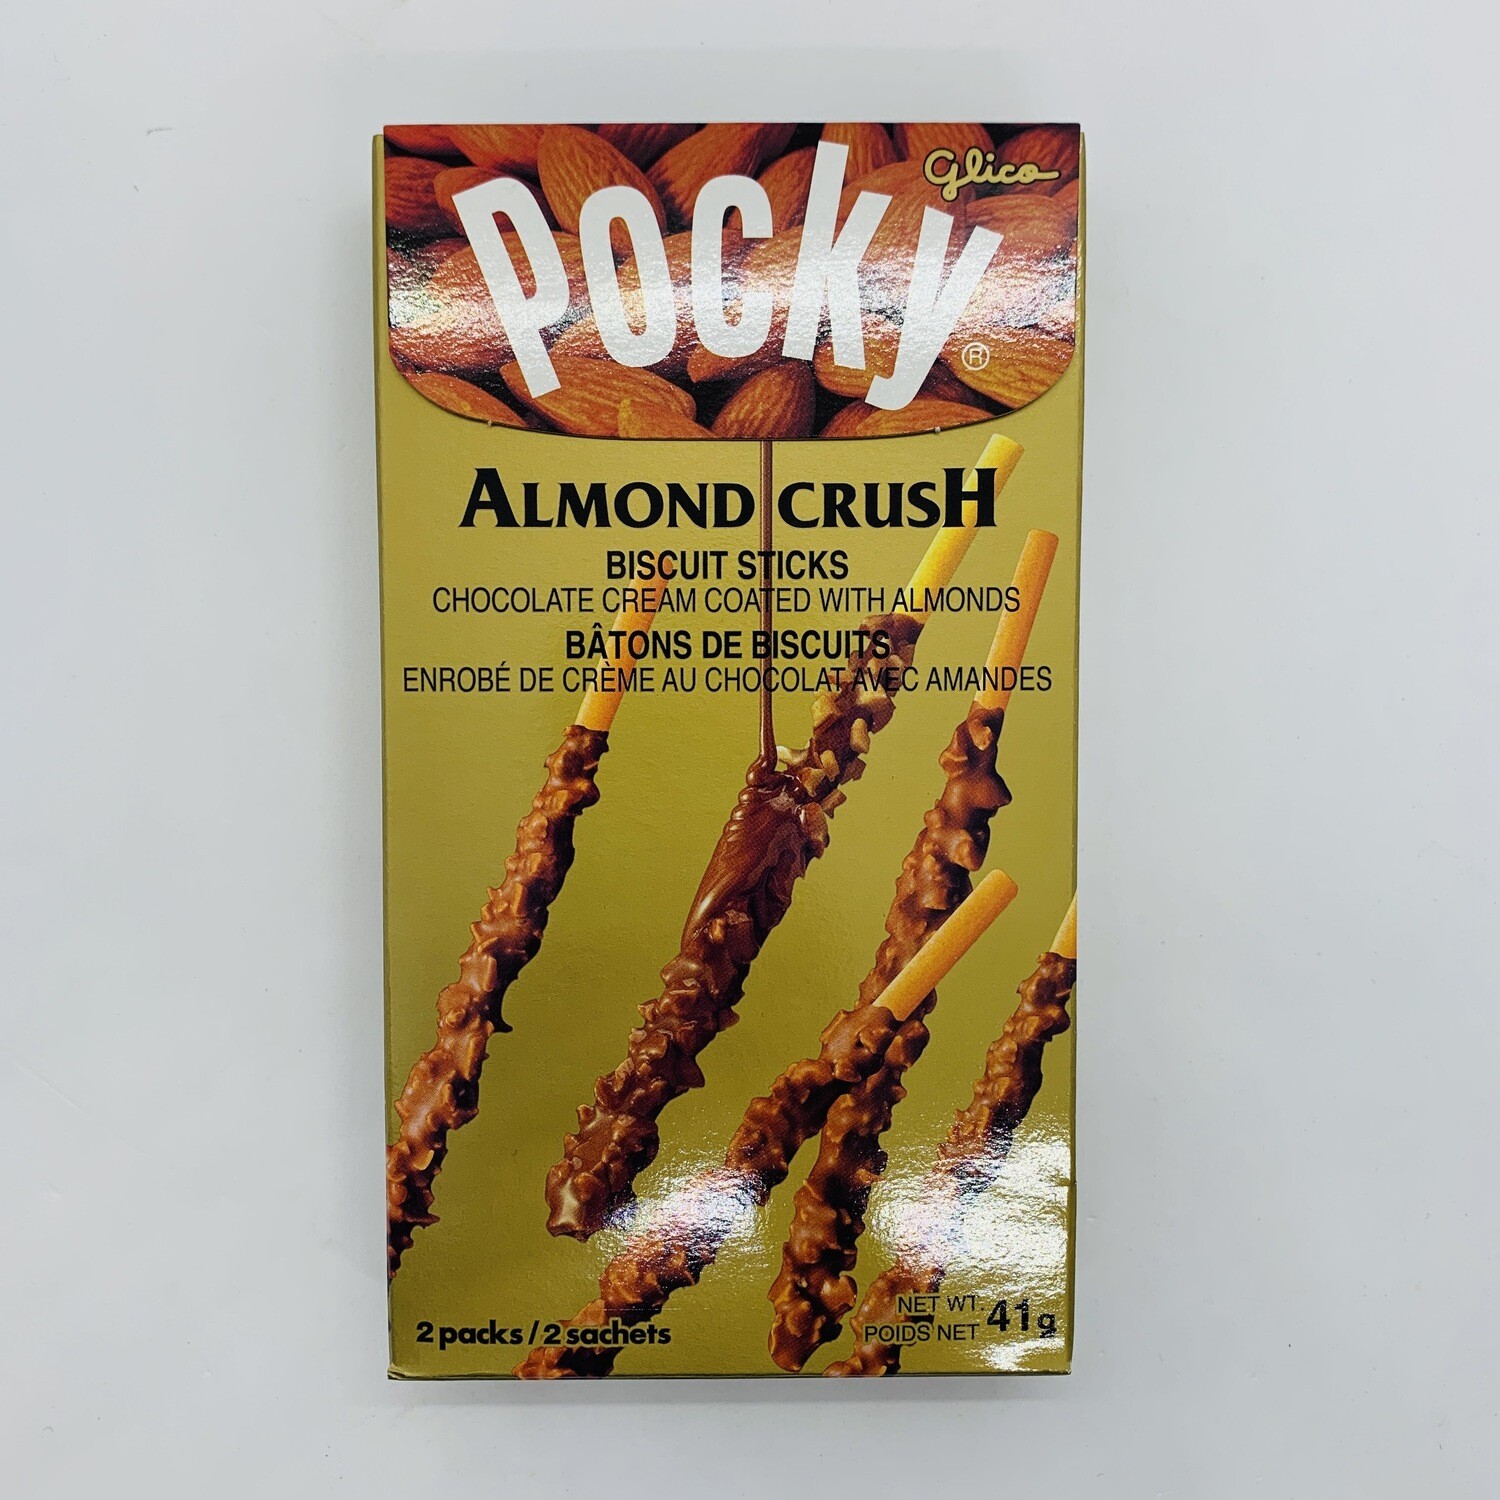 Glico
POCKY®
ALMOND CRUSH
BISCUIT STICKS
CHOCOLATE CREAM COATED WITH ALMONDS
BÂTONS DE BISCUITS
ENROBÉ DE CRÈME AU CHOCOLAT AVEC AMANDES
2 packs / 2 sachets
NET WT.
POIDS NET 41g